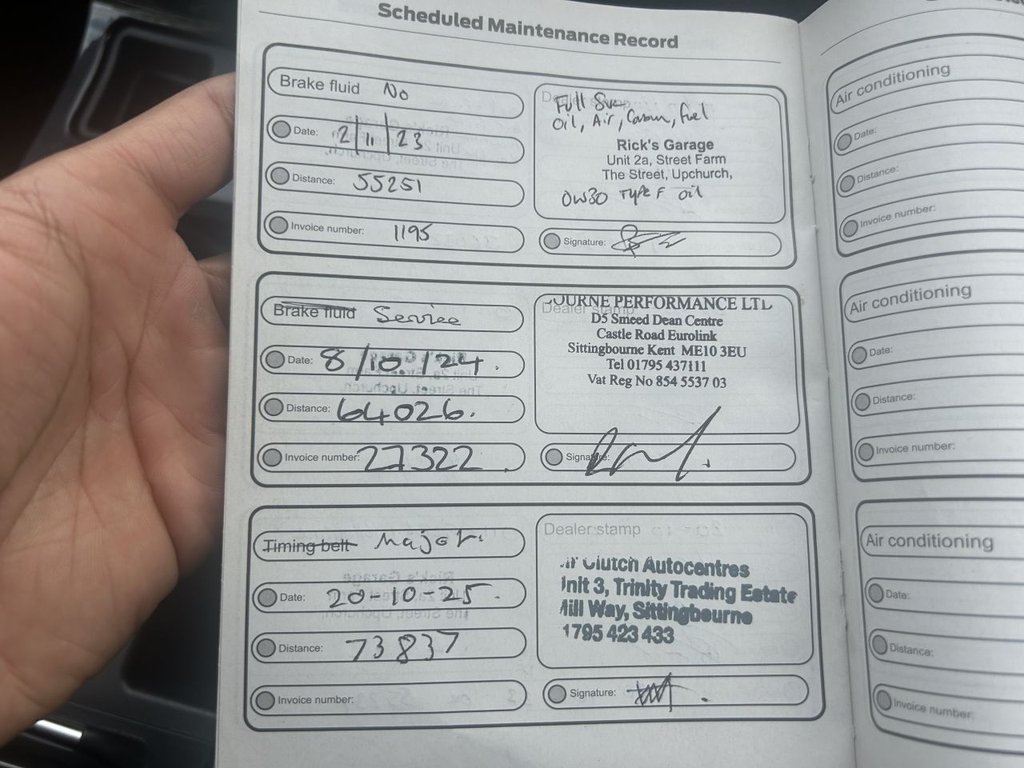 Scheduled Maintenance Record
Brake fluid No
Date: 2/11/23
Distance: 55251
Invoice number: 1195
Full
Oil, Air, Fuel
Rick's Garage
Unit 2a, Street Farm
The Street, Upchurch,
0W30 Type F oil
Signature:
Brake fluid Service
Date: 8/10/24.
Distance: 64026.
Invoice number: 27322.
Dealer stamp
OURNE PERFORMANCE LTD
D5 Smeed Dean Centre
Castle Road Eurolink
Sittingbourne Kent ME10 3EU
Tel 01795 437111
Vat Reg No 854 5537 03
Signature:
Timing belt Major.
Date: 20-10-25.
Distance: 73837
Invoice number:
Dealer stamp
Clutch Autocentres
Unit 3, Trinity Trading Estate
Mill Way, Sittingbourne
1795 423 433
Signature:
Air conditioning
Date:
Distance:
Invoice number:
Air conditioning
Date:
Distance:
Invoice number:
Air conditioning
Date:
Distance:
Invoice number: